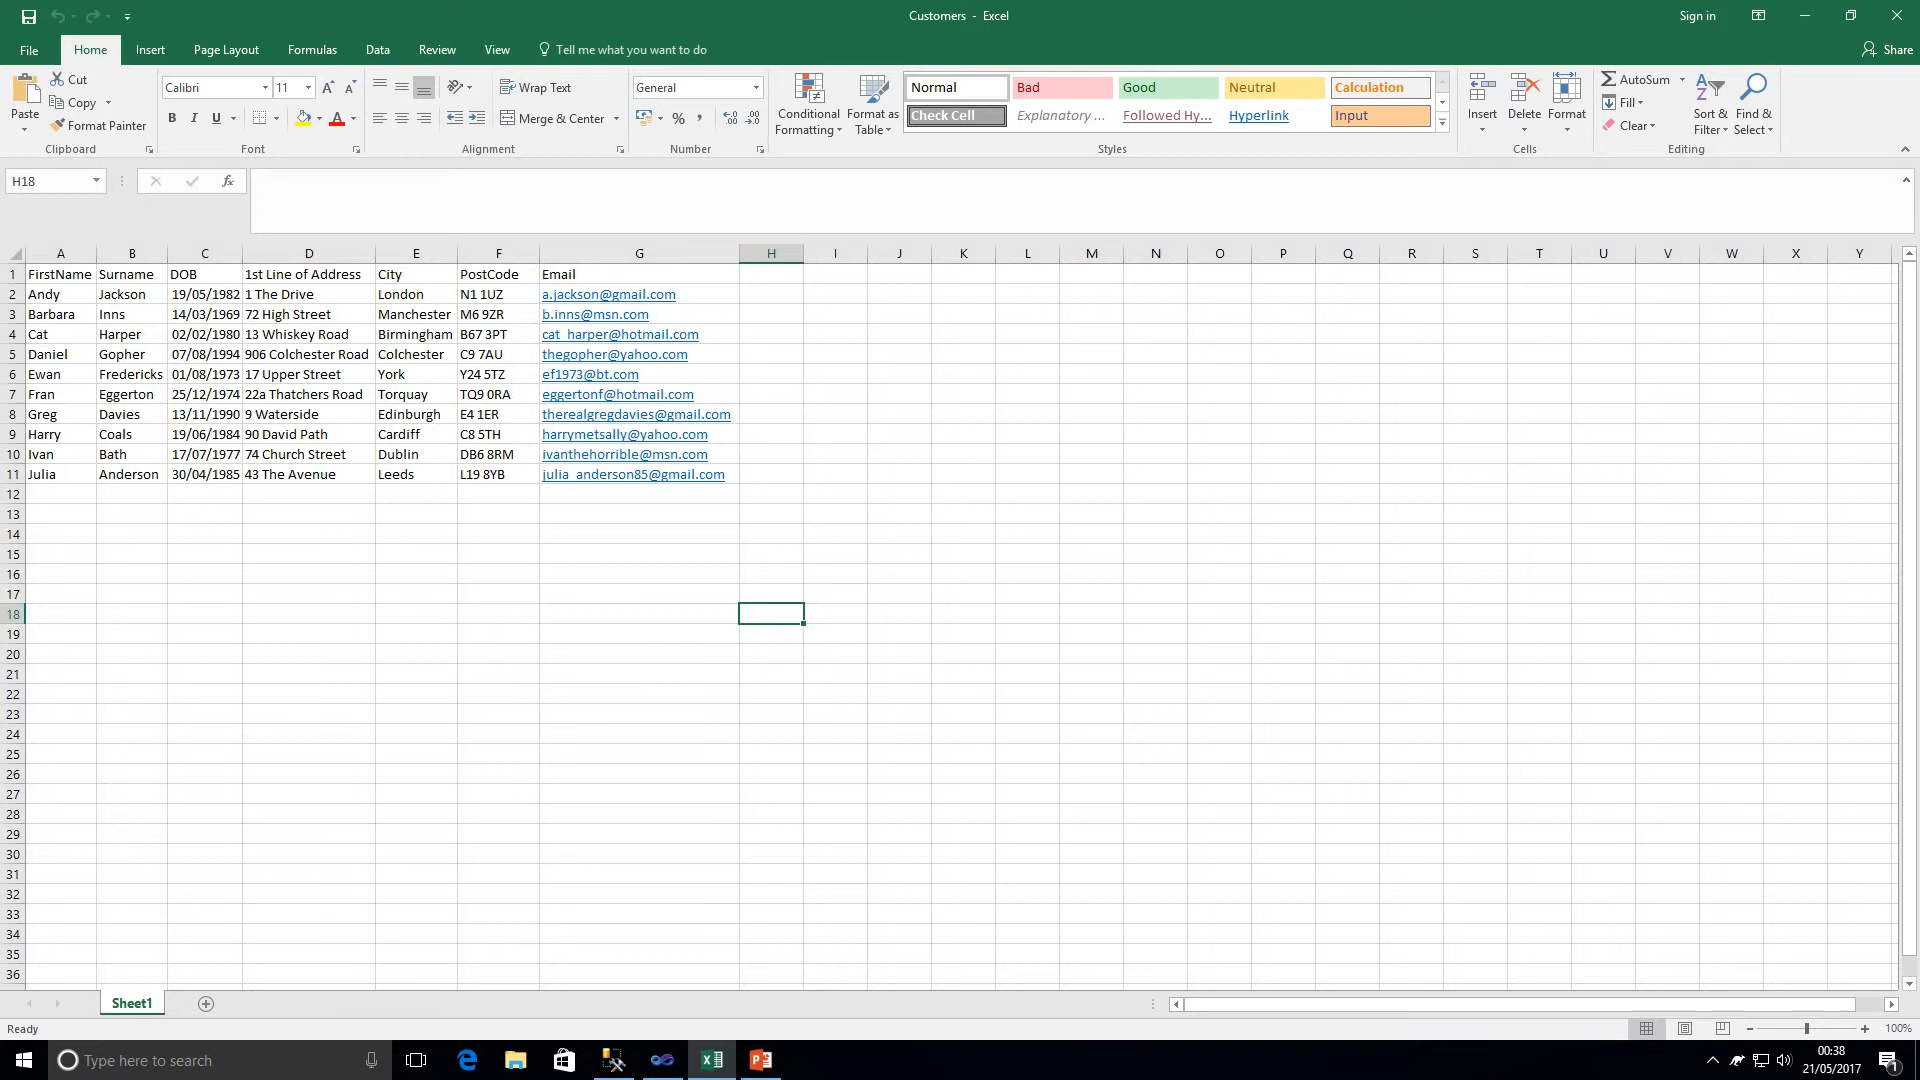 Customers - Excel
Sign in
File Home Insert Page Layout Formulas Data Review View Tell me what you want to do Share
Paste Cut Copy Format Painter Clipboard
Calibri 11 A A B I U A Font
Wrap Text Merge & Center Alignment
General % , Number
Conditional Formatting Format as Table
Normal Bad Good Neutral Calculation
Check Cell Explanatory ... Followed Hy... Hyperlink Input
Styles
Insert Delete Format Cells
AutoSum Fill Clear Sort & Filter Find & Select Editing
H18 fx
A B C D E F G H I J K L M N O P Q R S T U V W X Y
1 FirstName Surname DOB 1st Line of Address City PostCode Email
2 Andy Jackson 19/05/1982 1 The Drive London N1 1UZ a.jackson@gmail.com
3 Barbara Inns 14/03/1969 72 High Street Manchester M6 9ZR b.inns@msn.com
4 Cat Harper 02/02/1980 13 Whiskey Road Birmingham B67 3PT cat_harper@hotmail.com
5 Daniel Gopher 07/08/1994 906 Colchester Road Colchester C9 7AU thegopher@yahoo.com
6 Ewan Fredericks 01/08/1973 17 Upper Street York Y24 5TZ ef1973@bt.com
7 Fran Eggerton 25/12/1974 22a Thatchers Road Torquay TQ9 0RA eggertonf@hotmail.com
8 Greg Davies 13/11/1990 9 Waterside Edinburgh E4 1ER therealgregdavies@gmail.com
9 Harry Coals 19/06/1984 90 David Path Cardiff C8 5TH harrymetsally@yahoo.com
10 Ivan Bath 17/07/1977 74 Church Street Dublin DB6 8RM ivanthehorrible@msn.com
11 Julia Anderson 30/04/1985 43 The Avenue Leeds L19 8YB julia_anderson85@gmail.com
12
13
14
15
16
17
18
19
20
21
22
23
24
25
26
27
28
29
30
31
32
33
34
35
36
Sheet1
Ready
100%
Type here to search
00:38
21/05/2017
1